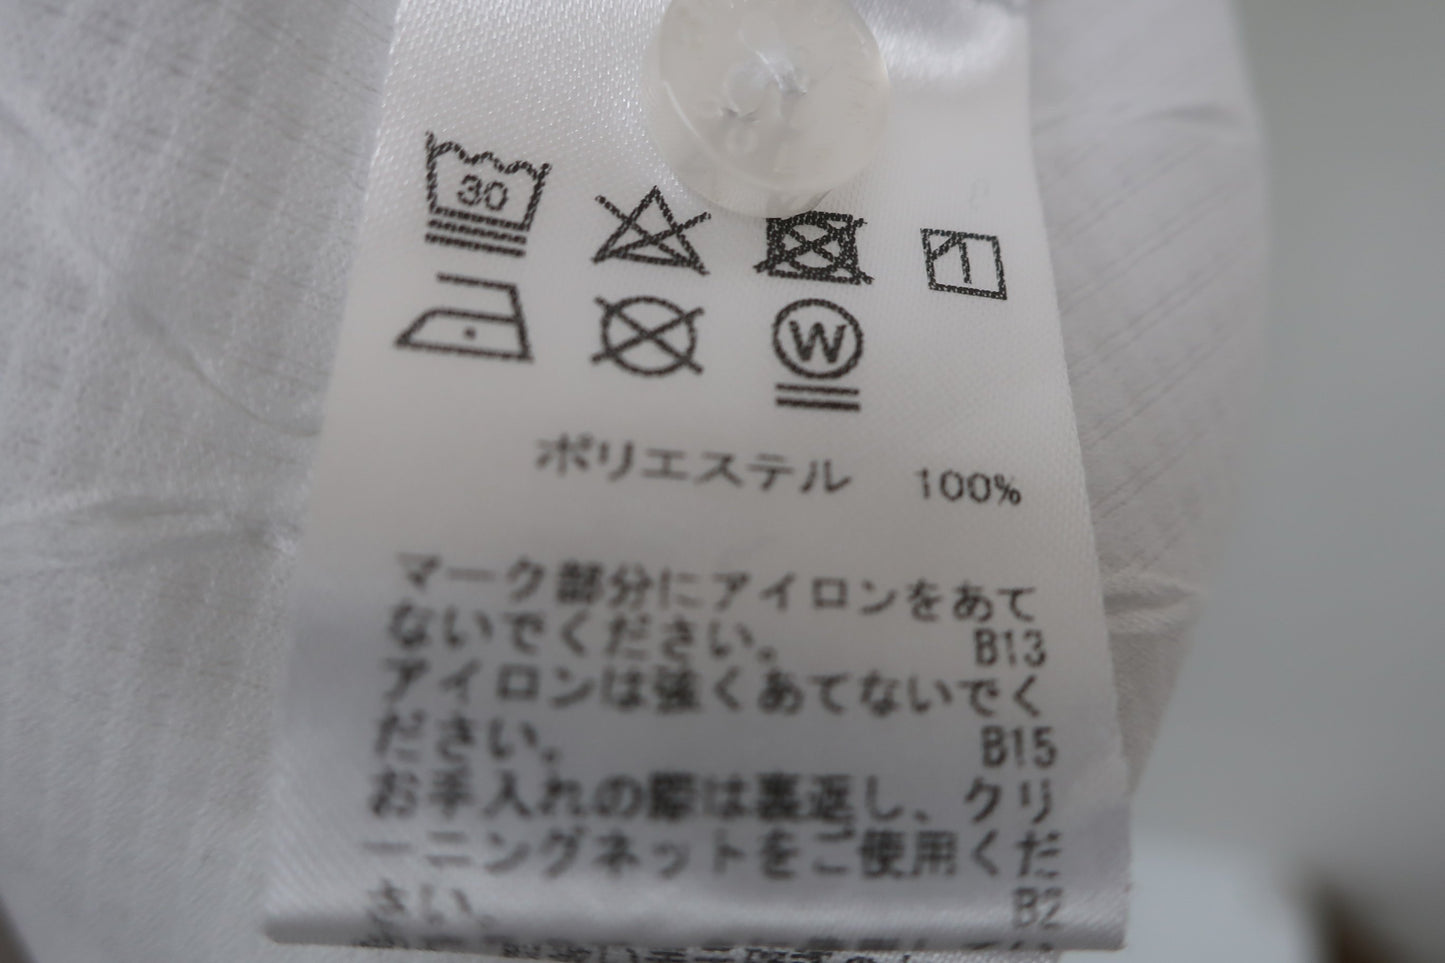 30
W
ポリエステル 100%
マーク部分にアイロンをあて
ないでください。 B13
アイロンは強くあてないでく
ださい。 B15
お手入れの際は裏返し、クリ
ーニングネットをご使用くだ
さい。 B2